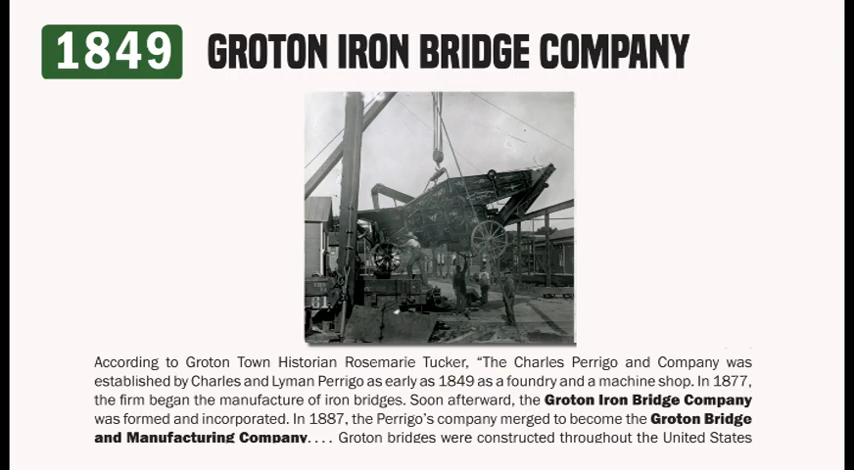 1849 GROTON IRON BRIDGE COMPANY
61
According to Groton Town Historian Rosemarie Tucker, “The Charles Perrigo and Company was
established by Charles and Lyman Perrigo as early as 1849 as a foundry and a machine shop. In 1877,
the firm began the manufacture of iron bridges. Soon afterward, the Groton Iron Bridge Company
was formed and incorporated. In 1887, the Perrigo’s company merged to become the Groton Bridge
and Manufacturing Company. . . . Groton bridges were constructed throughout the United States